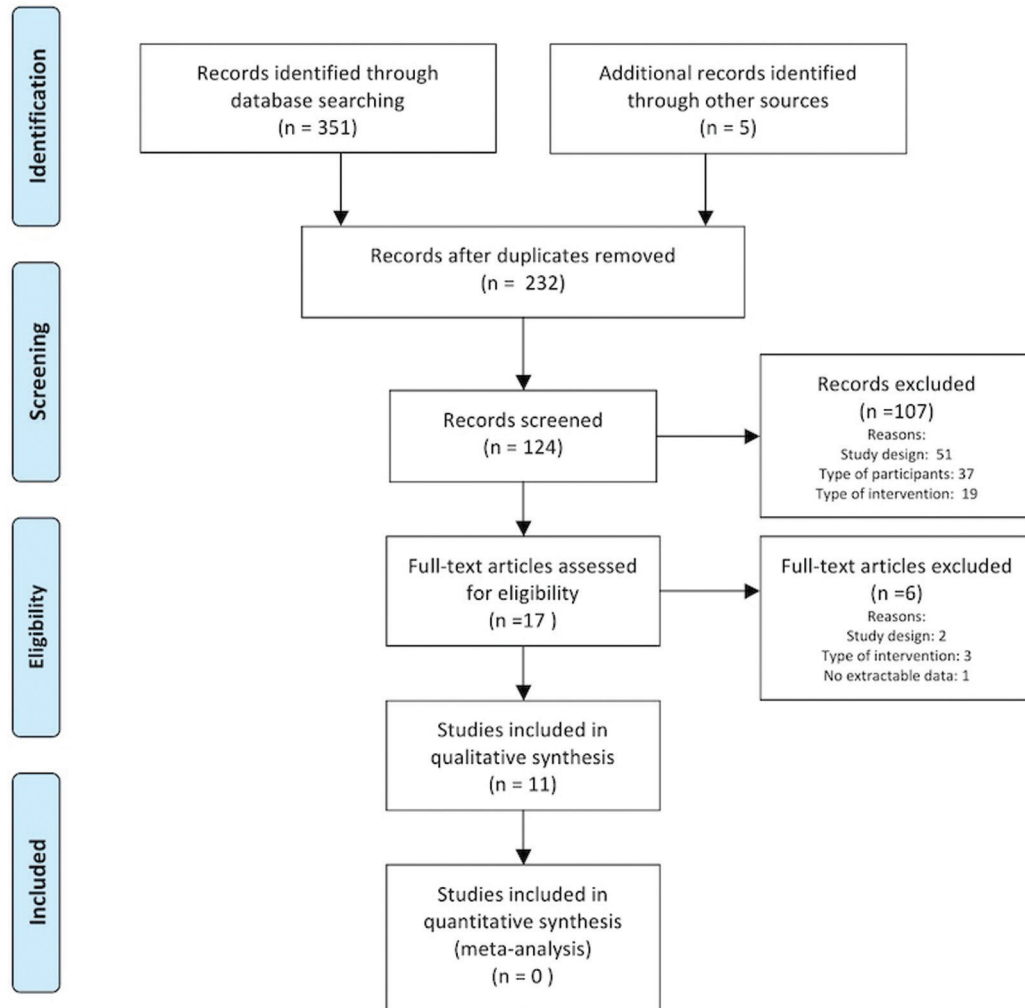 Identification
Records identified through
database searching
(n = 351)
Additional records identified
through other sources
(n = 5)
Records after duplicates removed
(n = 232)
Screening
Records screened
(n = 124)
Records excluded
(n =107)
Reasons:
Study design: 51
Type of participants: 37
Type of intervention: 19
Eligibility
Full-text articles assessed
for eligibility
(n =17 )
Full-text articles excluded
(n =6)
Reasons:
Study design: 2
Type of intervention: 3
No extractable data: 1
Studies included in
qualitative synthesis
(n = 11)
Included
Studies included in
quantitative synthesis
(meta-analysis)
(n = 0 )